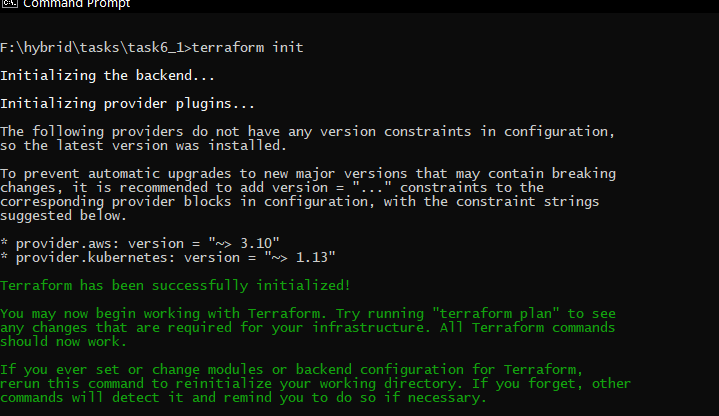 Command Prompt
F:\hybrid\tasks\task6_1>terraform init
Initializing the backend...
Initializing provider plugins...
The following providers do not have any version constraints in configuration,
so the latest version was installed.
To prevent automatic upgrades to new major versions that may contain breaking
changes, it is recommended to add version = "..." constraints to the
corresponding provider blocks in configuration, with the constraint strings
suggested below.
* provider.aws: version = "~> 3.10"
* provider.kubernetes: version = "~> 1.13"
Terraform has been successfully initialized!
You may now begin working with Terraform. Try running "terraform plan" to see
any changes that are required for your infrastructure. All Terraform commands
should now work.
If you ever set or change modules or backend configuration for Terraform,
rerun this command to reinitialize your working directory. If you forget, other
commands will detect it and remind you to do so if necessary.